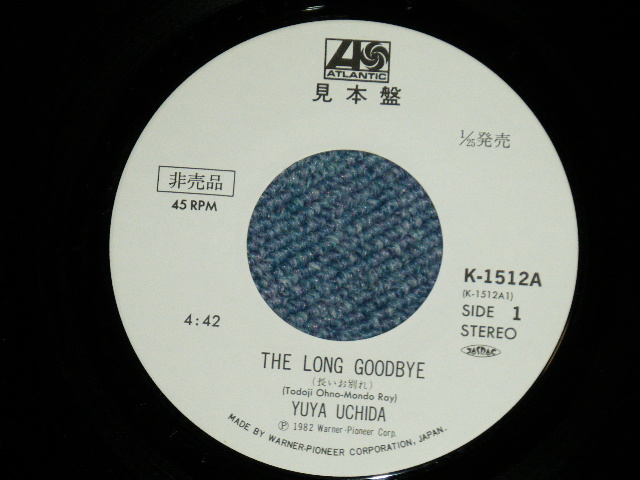 ATLANTIC
見本盤
1/25発売
非売品
45 RPM
K-1512A
(K-1512A1)
SIDE 1
STEREO
JASRAC
4:42
THE LONG GOODBYE
(長いお別れ)
(Todoji Ohno-Mondo Ray)
YUYA UCHIDA
Ⓟ 1982 Warner-Pioneer Corp.
MADE BY WARNER-PIONEER CORPORATION, JAPAN.